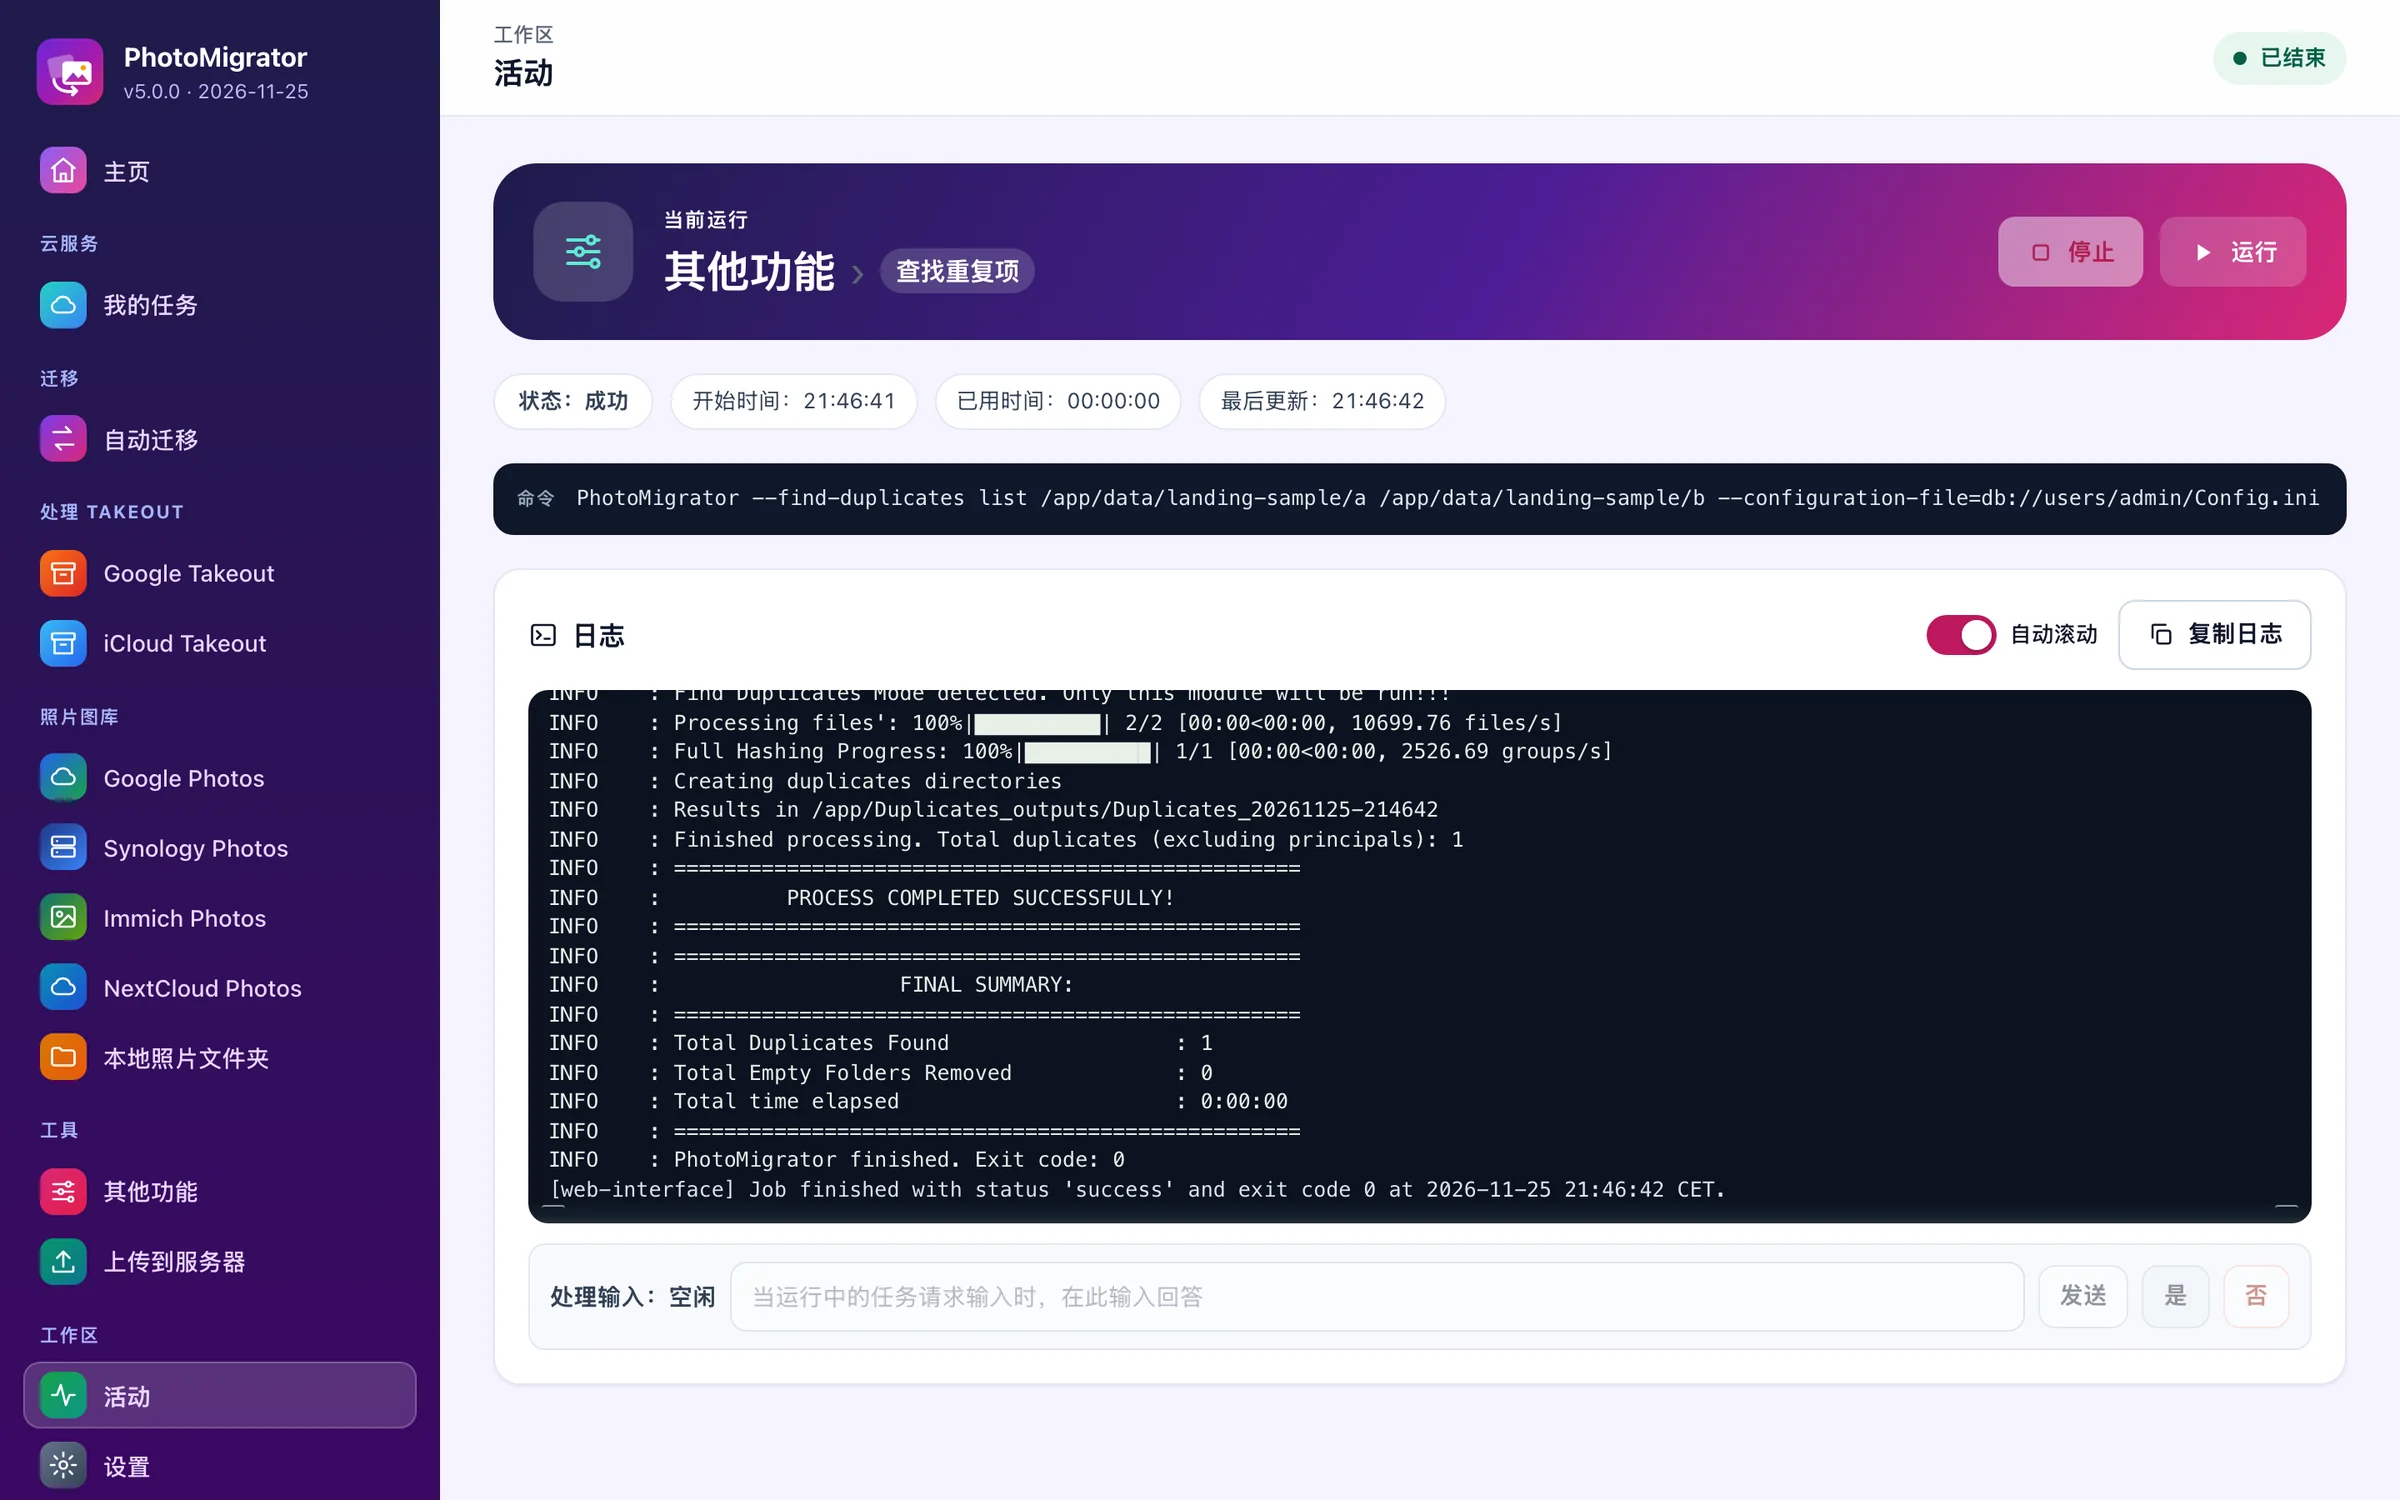 PhotoMigrator
v5.0.0 · 2026-11-25
主页
云服务
我的任务
迁移
自动迁移
处理 TAKEOUT
Google Takeout
iCloud Takeout
照片图库
Google Photos
Synology Photos
Immich Photos
NextCloud Photos
本地照片文件夹
工具
其他功能
上传到服务器
工作区
活动
设置
工作区
活动
已结束
当前运行
其他功能 › 查找重复项
停止
运行
状态：成功
开始时间：21:46:41
已用时间：00:00:00
最后更新：21:46:42
命令 PhotoMigrator --find-duplicates list /app/data/landing-sample/a /app/data/landing-sample/b --configuration-file=db://users/admin/Config.ini
日志
自动滚动
复制日志
INFO    : Find Duplicates Mode detected. Only this module will be run!!!
INFO    : Processing files': 100%|██████████| 2/2 [00:00<00:00, 10699.76 files/s]
INFO    : Full Hashing Progress: 100%|██████████| 1/1 [00:00<00:00, 2526.69 groups/s]
INFO    : Creating duplicates directories
INFO    : Results in /app/Duplicates_outputs/Duplicates_20261125-214642
INFO    : Finished processing. Total duplicates (excluding principals): 1
INFO    : ==================================================
INFO    :          PROCESS COMPLETED SUCCESSFULLY!
INFO    : ==================================================
INFO    : ==================================================
INFO    :                   FINAL SUMMARY:
INFO    : ==================================================
INFO    : Total Duplicates Found                  : 1
INFO    : Total Empty Folders Removed             : 0
INFO    : Total time elapsed                      : 0:00:00
INFO    : ==================================================
INFO    : PhotoMigrator finished. Exit code: 0
[web-interface] Job finished with status 'success' and exit code 0 at 2026-11-25 21:46:42 CET.
处理输入：空闲
当运行中的任务请求输入时，在此输入回答
发送
是
否